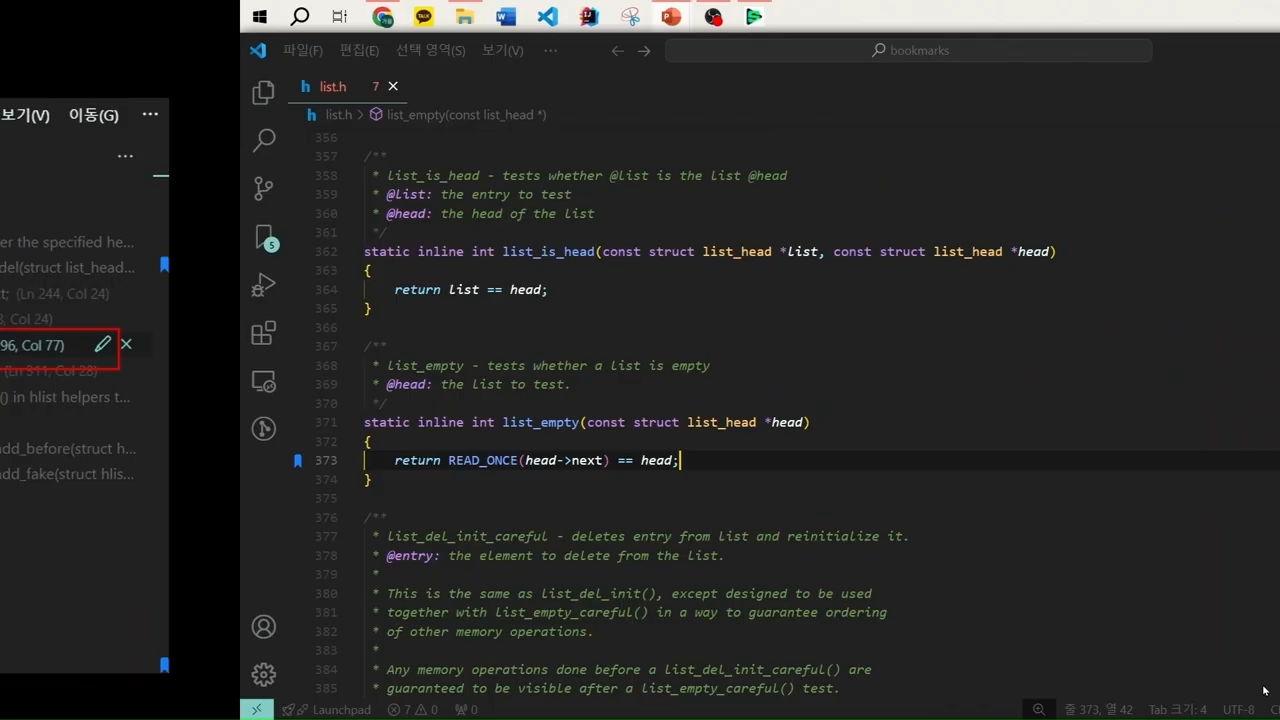 TALK
파일(F) 편집(E) 선택 영역(S) 보기(V) ···
bookmarks
보기(V) 이동(G) ···
···
er the specified he...
del(struct list_head...
t; (Ln 244, Col 24)
3, Col 24)
96, Col 77)
(Ln 311, Col 28)
() in hlist helpers t...
add_before(struct h...
add_fake(struct hlis...
h list.h 7
h list.h > list_empty(const list_head *)
5
356
357 /**
358 * list_is_head - tests whether @list is the list @head
359 * @list: the entry to test
360 * @head: the head of the list
361 */
362 static inline int list_is_head(const struct list_head *list, const struct list_head *head)
363 {
364 return list == head;
365 }
366
367 /**
368 * list_empty - tests whether a list is empty
369 * @head: the list to test.
370 */
371 static inline int list_empty(const struct list_head *head)
372 {
373 return READ_ONCE(head->next) == head;
374 }
375
376 /**
377 * list_del_init_careful - deletes entry from list and reinitialize it.
378 * @entry: the element to delete from the list.
379 *
380 * This is the same as list_del_init(), except designed to be used
381 * together with list_empty_careful() in a way to guarantee ordering
382 * of other memory operations.
383 *
384 * Any memory operations done before a list_del_init_careful() are
385 * guaranteed to be visible after a list_empty_careful() test.
Launchpad 7 0 0 줄 373, 열 42 Tab 크기: 4 UTF-8